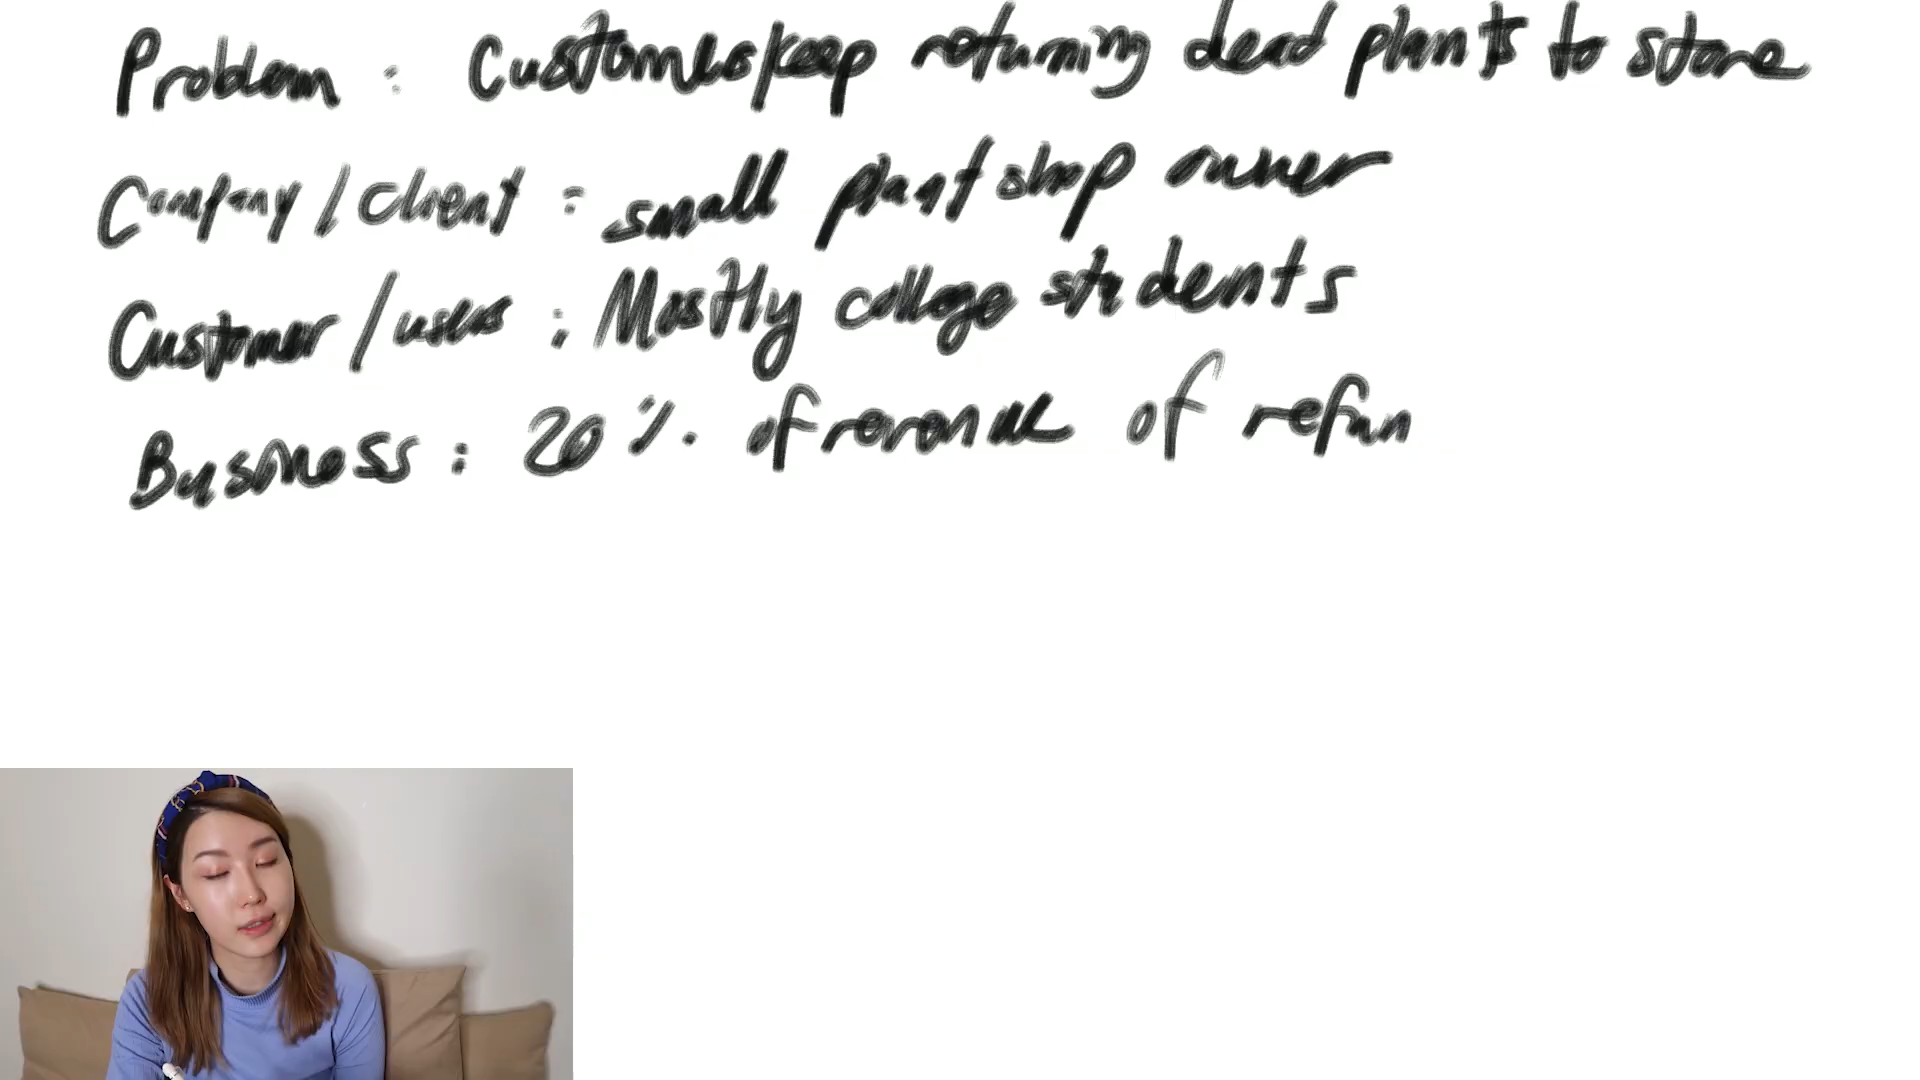 Problem : Customers/keep returning dead plants to store
Company/client : small plant shop owner
Customer/users : Mostly college students
Business : 20% of revenue of refun